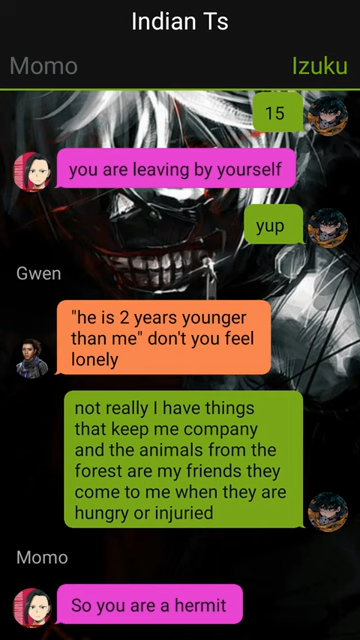 Indian Ts
Momo
Izuku
15
you are leaving by yourself
yup
Gwen
"he is 2 years younger
than me" don't you feel
lonely
not really I have things
that keep me company
and the animals from the
forest are my friends they
come to me when they are
hungry or injuried
Momo
So you are a hermit